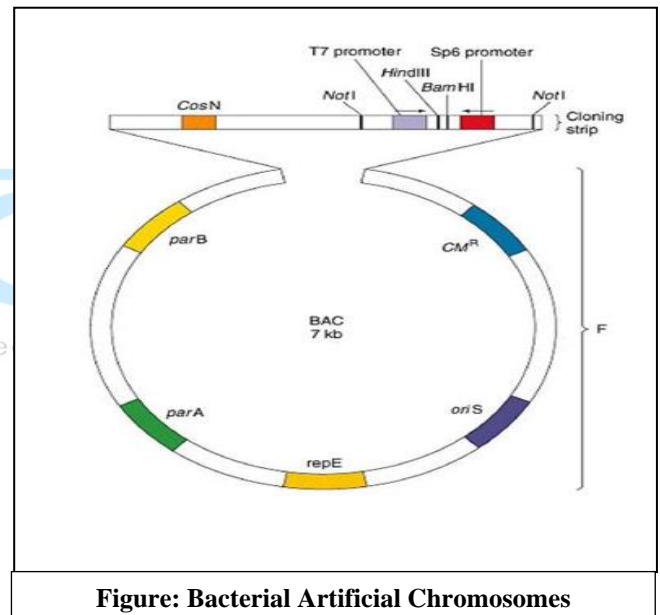 T7 promoter Sp6 promoter
HindIII
BamHI
CosN NotI NotI
Cloning
strip
parB CMᴿ
BAC
7 kb
F
parA oriS
repE
Figure: Bacterial Artificial Chromosomes